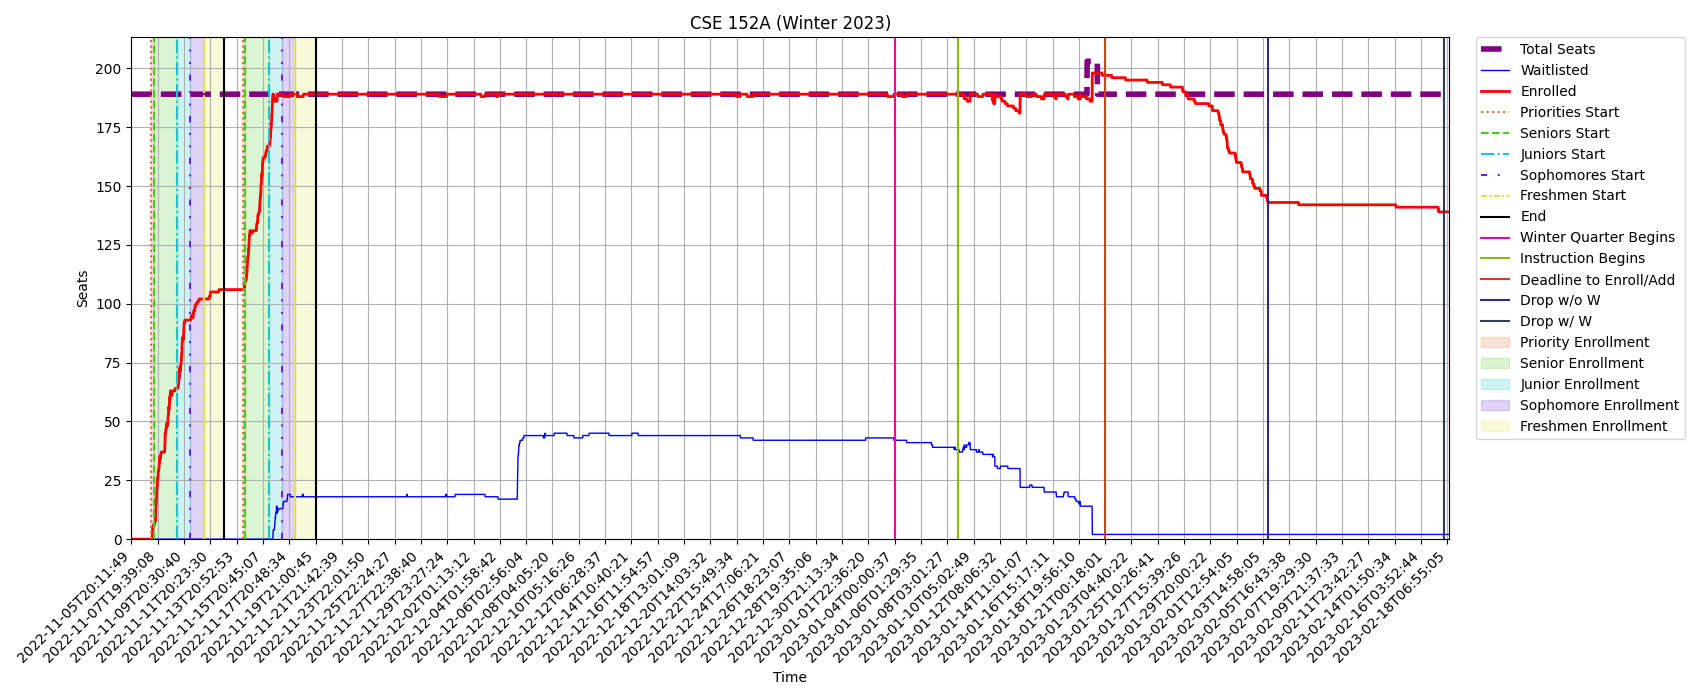 CSE 152A (Winter 2023)
Seats
200
175
150
125
100
75
50
25
0
2022-11-05T20:11:49
2022-11-07T19:39:08
2022-11-09T20:30:40
2022-11-11T20:23:30
2022-11-13T20:52:53
2022-11-15T20:45:07
2022-11-17T20:48:34
2022-11-19T21:00:45
2022-11-21T21:42:39
2022-11-23T22:01:50
2022-11-25T22:24:27
2022-11-27T22:38:40
2022-11-29T23:27:24
2022-12-02T01:13:12
2022-12-04T01:58:42
2022-12-06T02:56:04
2022-12-08T04:05:20
2022-12-10T05:16:26
2022-12-12T06:28:37
2022-12-14T10:40:21
2022-12-16T11:54:57
2022-12-18T13:01:09
2022-12-20T14:03:32
2022-12-22T15:49:34
2022-12-24T17:06:21
2022-12-26T18:23:07
2022-12-28T19:35:06
2022-12-30T21:13:34
2023-01-01T22:36:20
2023-01-04T00:00:37
2023-01-06T01:29:35
2023-01-08T03:01:27
2023-01-10T05:02:49
2023-01-12T08:06:32
2023-01-14T11:01:07
2023-01-16T15:17:11
2023-01-18T19:56:10
2023-01-21T00:18:01
2023-01-23T04:40:22
2023-01-25T10:26:41
2023-01-27T15:39:26
2023-01-29T20:00:22
2023-02-01T12:54:05
2023-02-03T14:58:05
2023-02-05T16:43:38
2023-02-07T19:29:30
2023-02-09T21:37:33
2023-02-11T23:42:27
2023-02-14T01:50:34
2023-02-16T03:52:44
2023-02-18T06:55:05
Time
Total Seats
Waitlisted
Enrolled
Priorities Start
Seniors Start
Juniors Start
Sophomores Start
Freshmen Start
End
Winter Quarter Begins
Instruction Begins
Deadline to Enroll/Add
Drop w/o W
Drop w/ W
Priority Enrollment
Senior Enrollment
Junior Enrollment
Sophomore Enrollment
Freshmen Enrollment